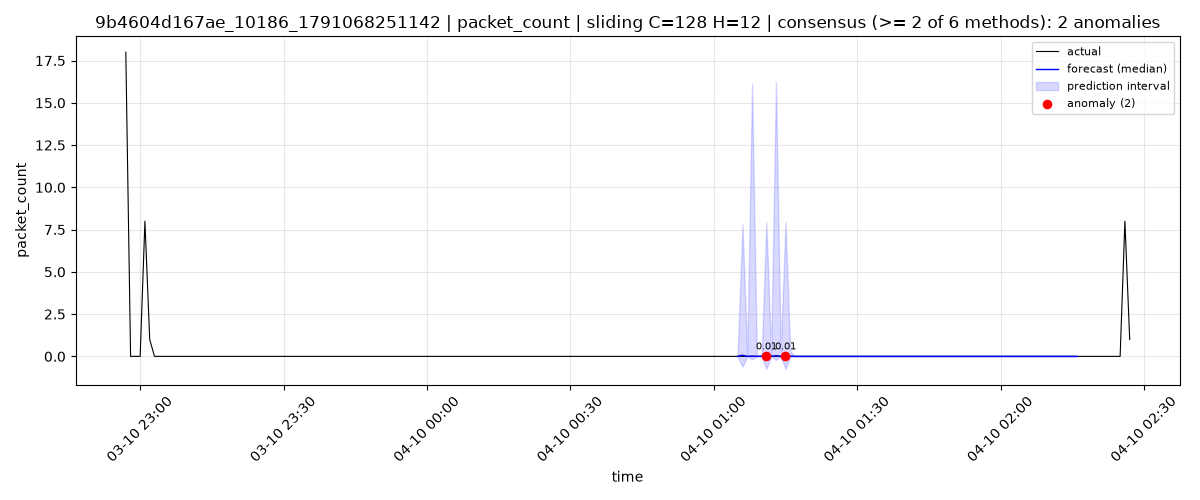 9b4604d167ae_10186_1791068251142 | packet_count | sliding C=128 H=12 | consensus (>= 2 of 6 methods): 2 anomalies
actual
forecast (median)
prediction interval
anomaly (2)
packet_count
17.5
15.0
12.5
10.0
7.5
5.0
2.5
0.0
0.01
0.01
03-10 23:00
03-10 23:30
04-10 00:00
04-10 00:30
04-10 01:00
04-10 01:30
04-10 02:00
04-10 02:30
time